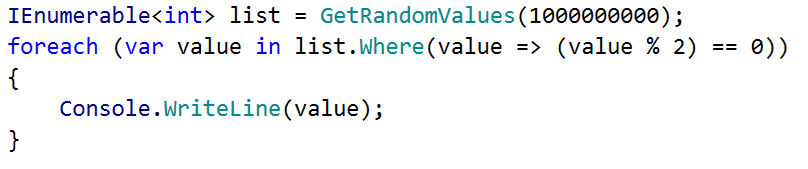 IEnumerable<int> list = GetRandomValues(1000000000);
foreach (var value in list.Where(value => (value % 2) == 0))
{
    Console.WriteLine(value);
}